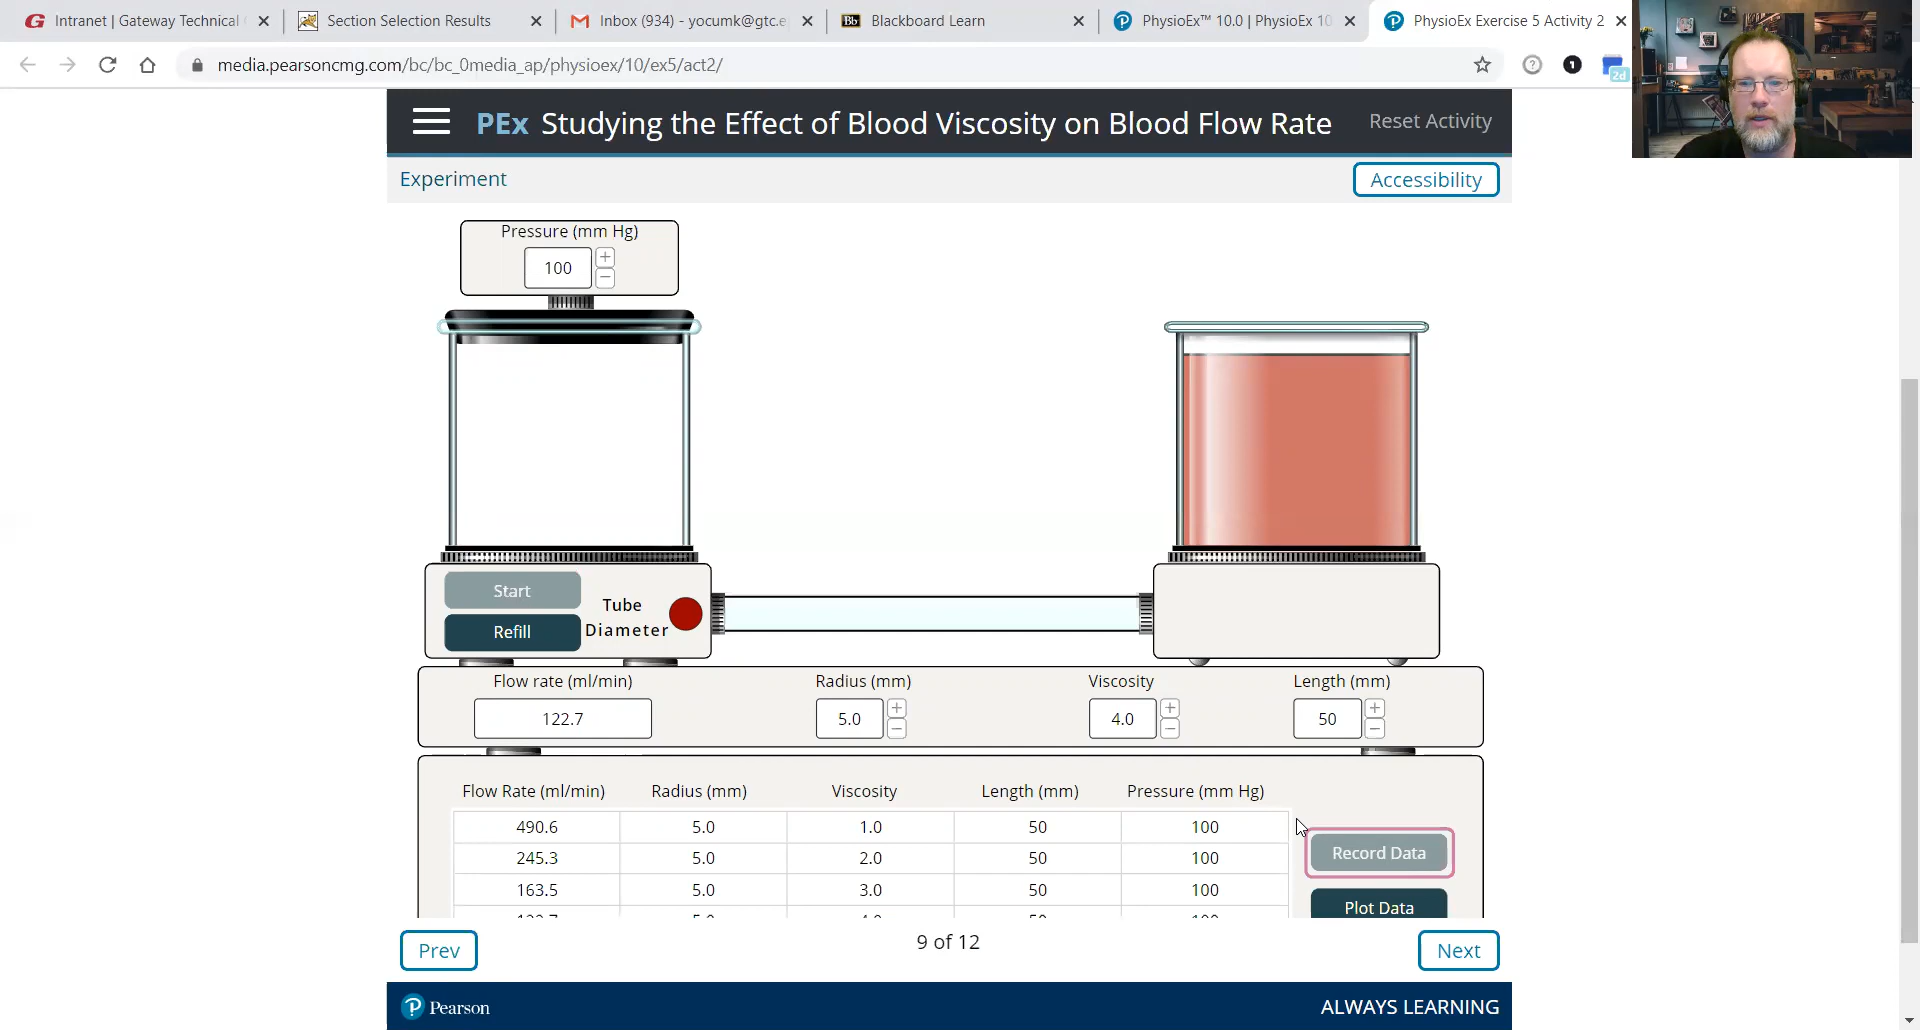 Intranet | Gateway Technical
Section Selection Results
Inbox (934) - yocumk@gtc.e
Blackboard Learn
PhysioEx™ 10.0 | PhysioEx 10
PhysioEx Exercise 5 Activity 2
media.pearsoncmg.com/bc/bc_0media_ap/physioex/10/ex5/act2/
2d
PEx Studying the Effect of Blood Viscosity on Blood Flow Rate
Reset Activity
Experiment
Accessibility
Pressure (mm Hg)
100
Start
Refill
Tube
Diameter
Flow rate (ml/min) Radius (mm) Viscosity Length (mm)
122.7 5.0 4.0 50
Flow Rate (ml/min) Radius (mm) Viscosity Length (mm) Pressure (mm Hg)
490.6 5.0 1.0 50 100
245.3 5.0 2.0 50 100
163.5 5.0 3.0 50 100
Record Data
Plot Data
Prev
9 of 12
Next
Pearson
ALWAYS LEARNING